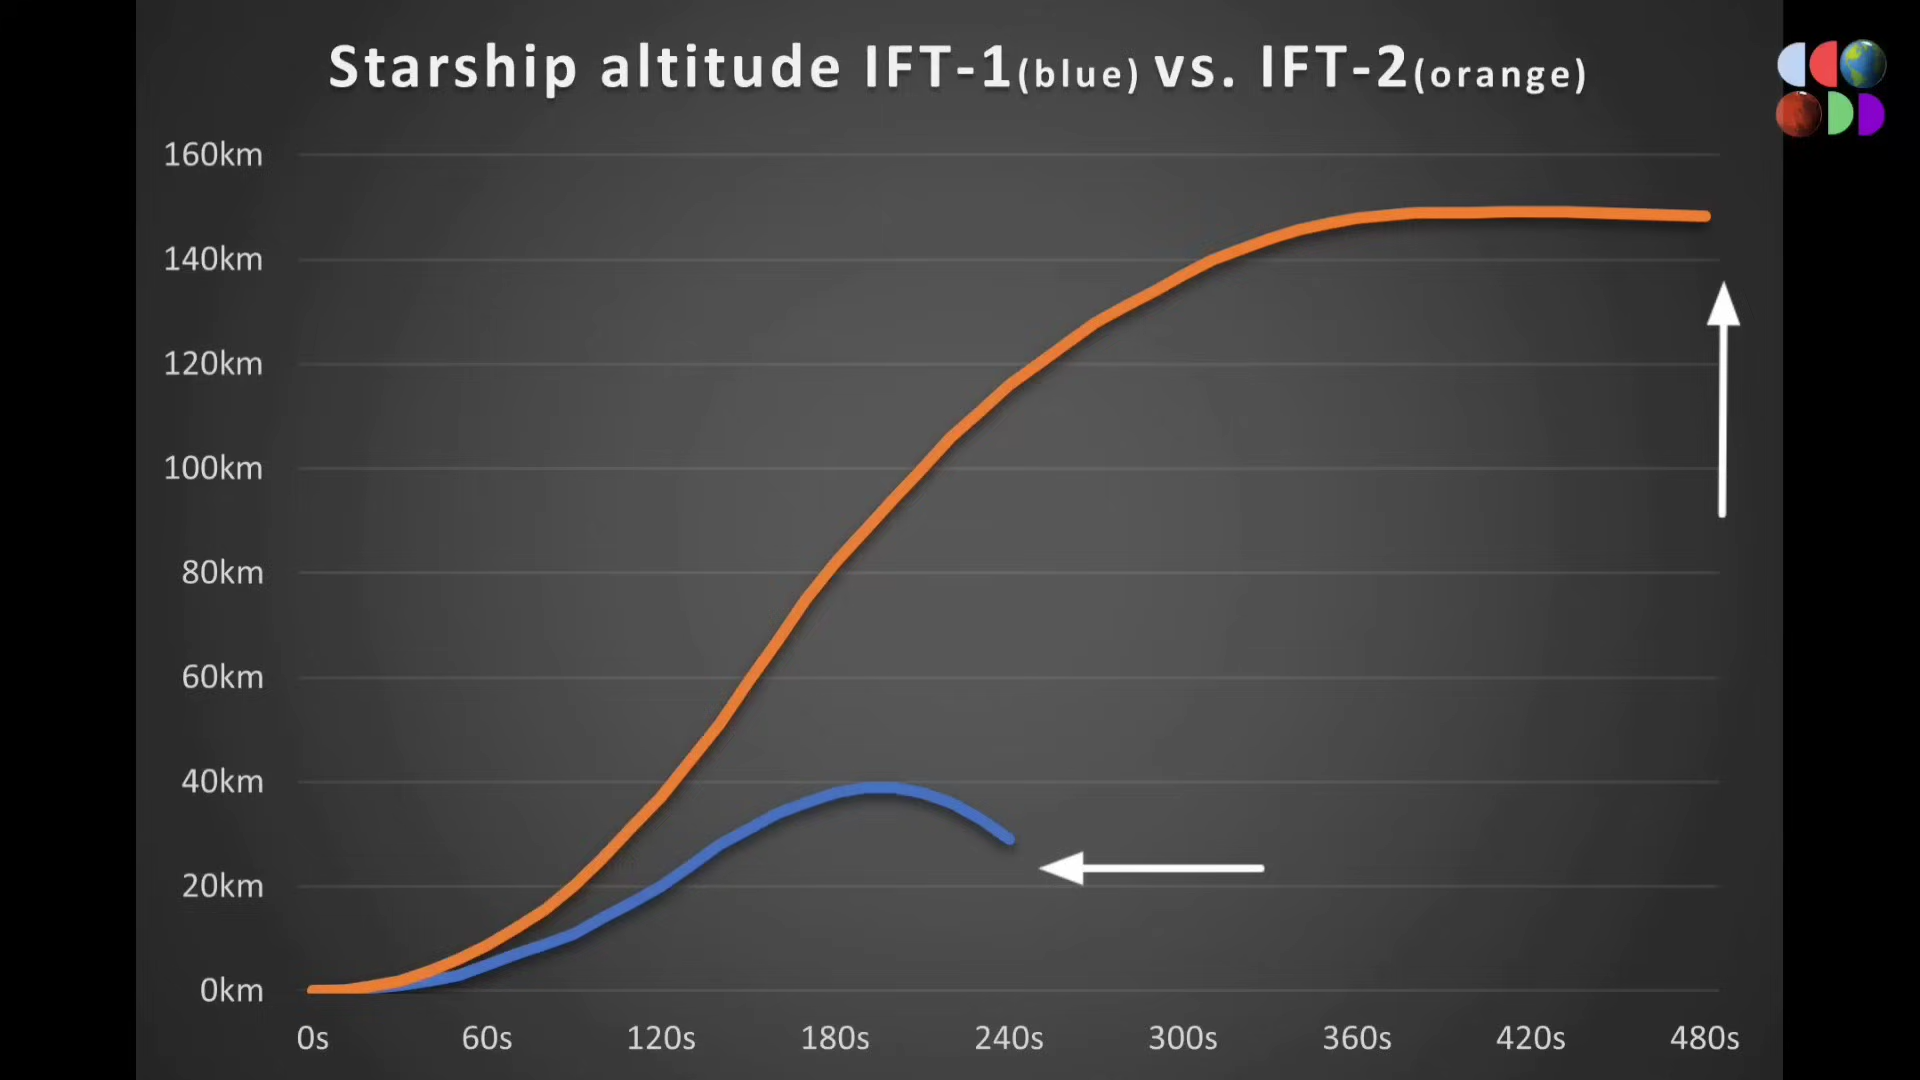 Starship altitude IFT-1(blue) vs. IFT-2(orange)
160km
140km
120km
100km
80km
60km
40km
20km
0km
0s 60s 120s 180s 240s 300s 360s 420s 480s